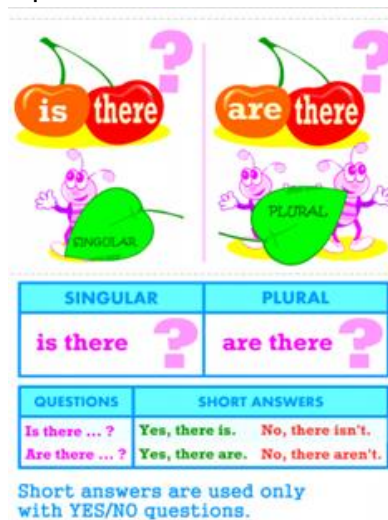 is there ? are there ?
SINGULAR PLURAL
SINGULAR PLURAL
is there ? are there ?
QUESTIONS SHORT ANSWERS
Is there ... ? Yes, there is. No, there isn't.
Are there ... ? Yes, there are. No, there aren't.
Short answers are used only
with YES/NO questions.